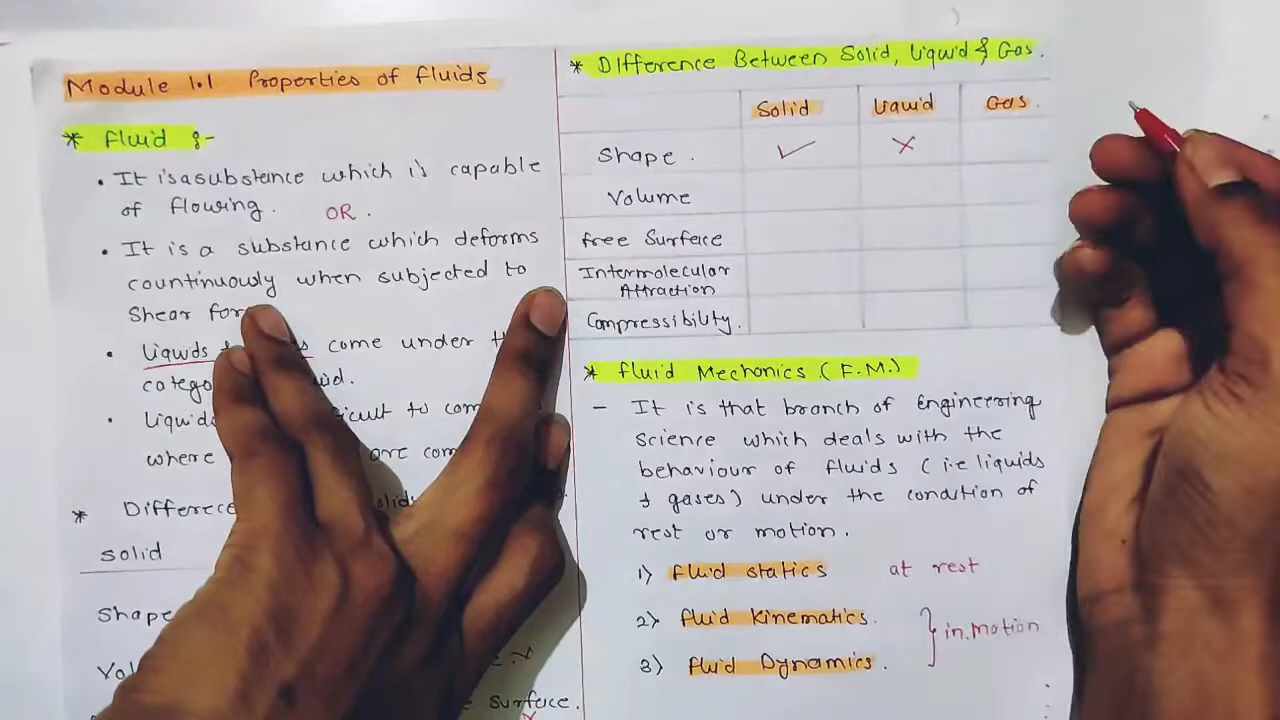 Module 1.1 Properties of fluids
* Fluid :-
• It is a substance which is capable
of flowing. OR.
• It is a substance which deforms
countinuously when subjected to
Shear
• liquids come under
• Liquids to
where are
* solids
solid
Shape
surface.
* Difference Between Solid, Liquid & Gas.
Solid Liquid Gas.
Shape. ✓ ×
Volume
free Surface
Intermolecular
Attraction
Compressibility.
* fluid Mechanics (F.M.)
– It is that branch of Engineering
science which deals with the
behaviour of fluids (i.e liquids
& gases) under the condition of
rest or motion.
1) fluid statics at rest
2) fluid kinematics. } in.motion
3) fluid Dynamics.